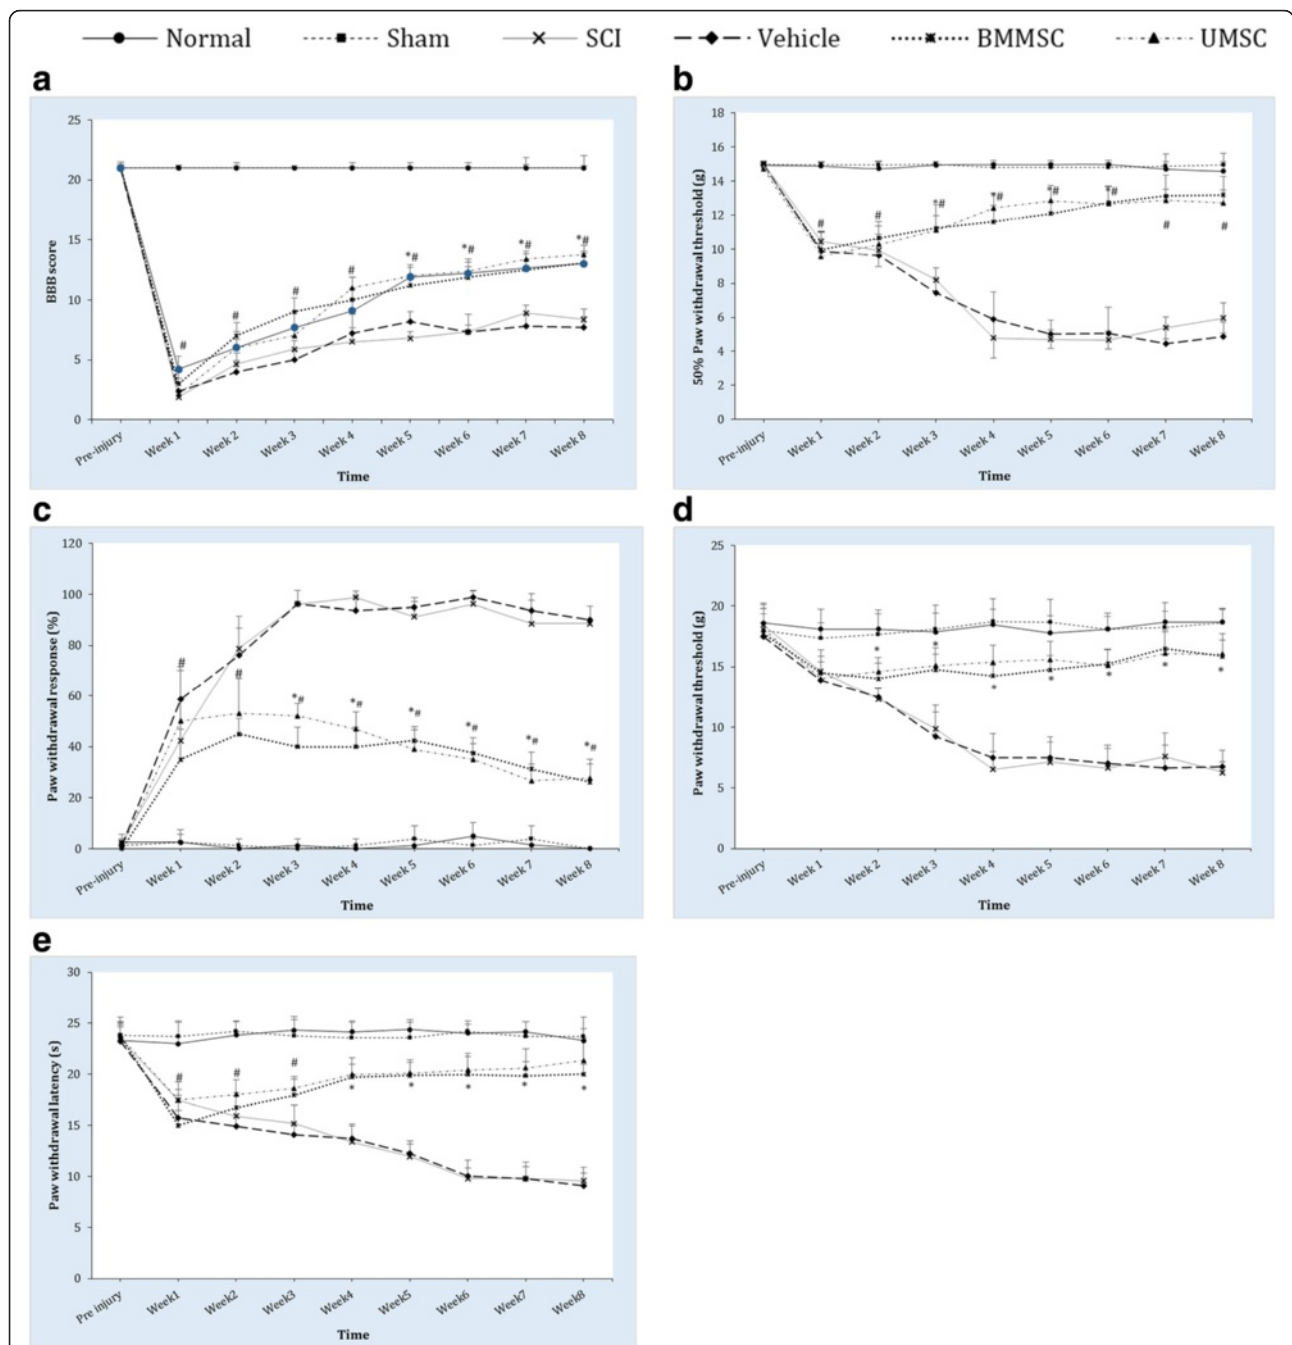 Normal Sham SCI Vehicle BMMSC UMSC
a
BBB score
25
20
15
10
5
0
# # # # *# *# *# *#
Pre-injury Week 1 Week 2 Week 3 Week 4 Week 5 Week 6 Week 7 Week 8
Time
b
50% Paw withdrawal threshold (g)
18
16
14
12
10
8
6
4
2
0
# # *# *# *# *# # #
Pre-injury Week 1 Week 2 Week 3 Week 4 Week 5 Week 6 Week 7 Week 8
Time
c
Paw withdrawal response (%)
120
100
80
60
40
20
0
# # *# *# *# *# *# *#
Pre-injury Week 1 Week 2 Week 3 Week 4 Week 5 Week 6 Week 7 Week 8
Time
d
Paw withdrawal threshold (g)
25
20
15
10
5
0
* * * * * * *
Pre-injury Week 1 Week 2 Week 3 Week 4 Week 5 Week 6 Week 7 Week 8
Time
e
Paw withdrawal latency (s)
30
25
20
15
10
5
0
# # # * * * * *
Pre injury Week1 Week2 Week3 Week4 Week5 Week6 Week7 Week8
Time